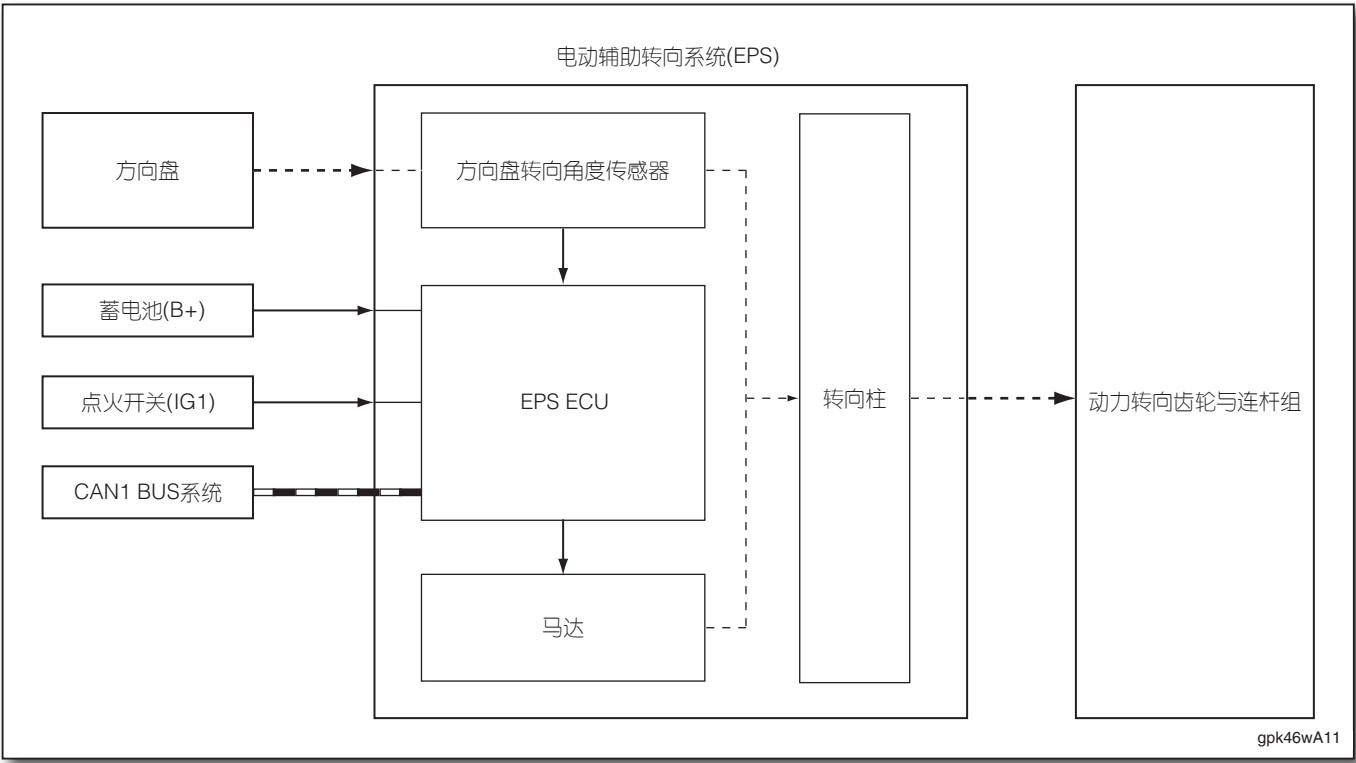 电动辅助转向系统(EPS)
方向盘
方向盘转向角度传感器
蓄电池(B+)
点火开关(IG1)
EPS ECU
转向柱
动力转向齿轮与连杆组
CAN1 BUS系统
马达
gpk46wA11